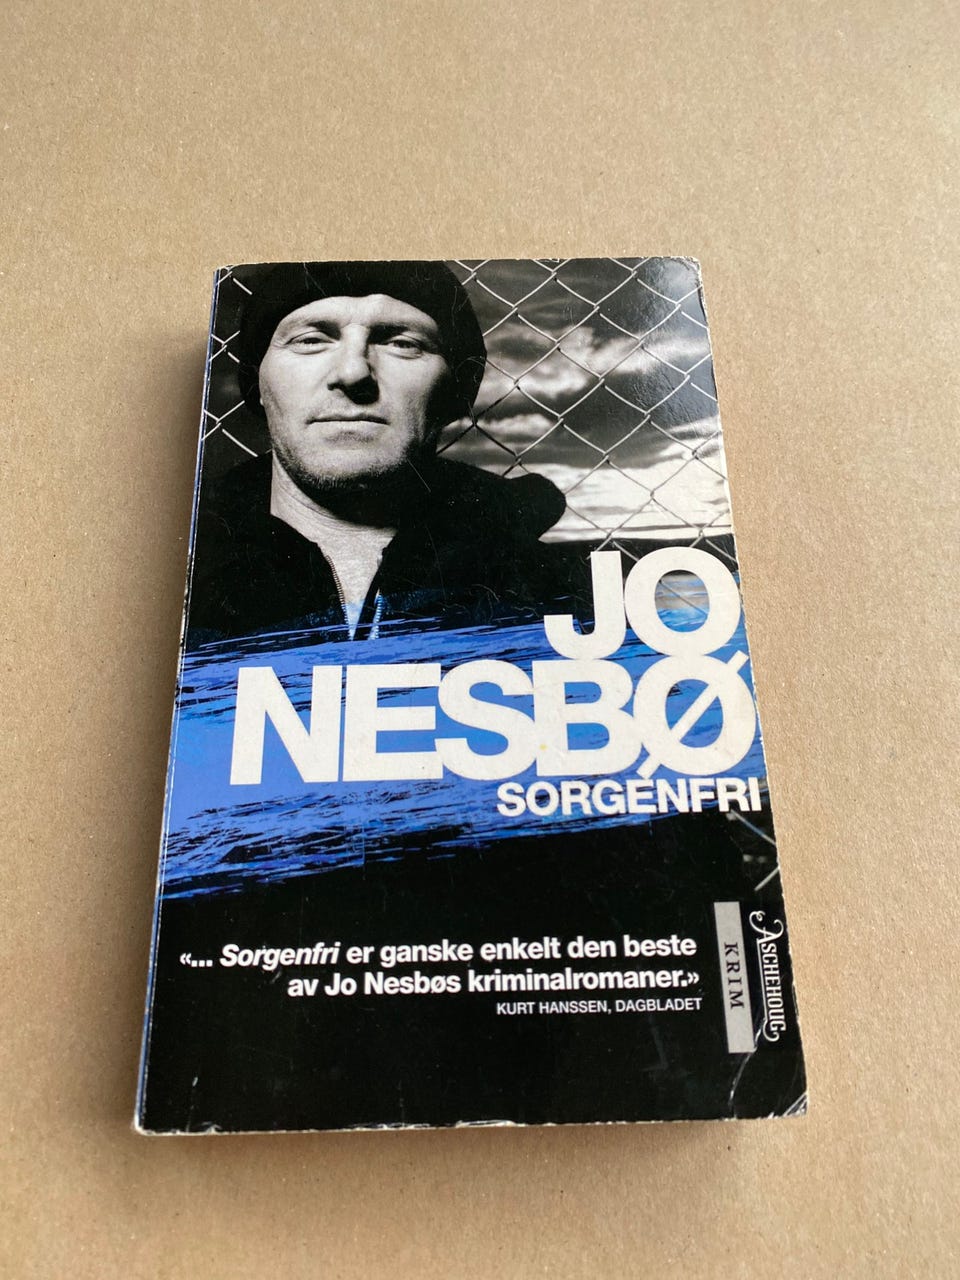 JO
NESBØ
SORGENFRI
«... Sorgenfri er ganske enkelt den beste
av Jo Nesbøs kriminalromaner.»
KURT HANSSEN, DAGBLADET
ASCHEHOUG
KRIM